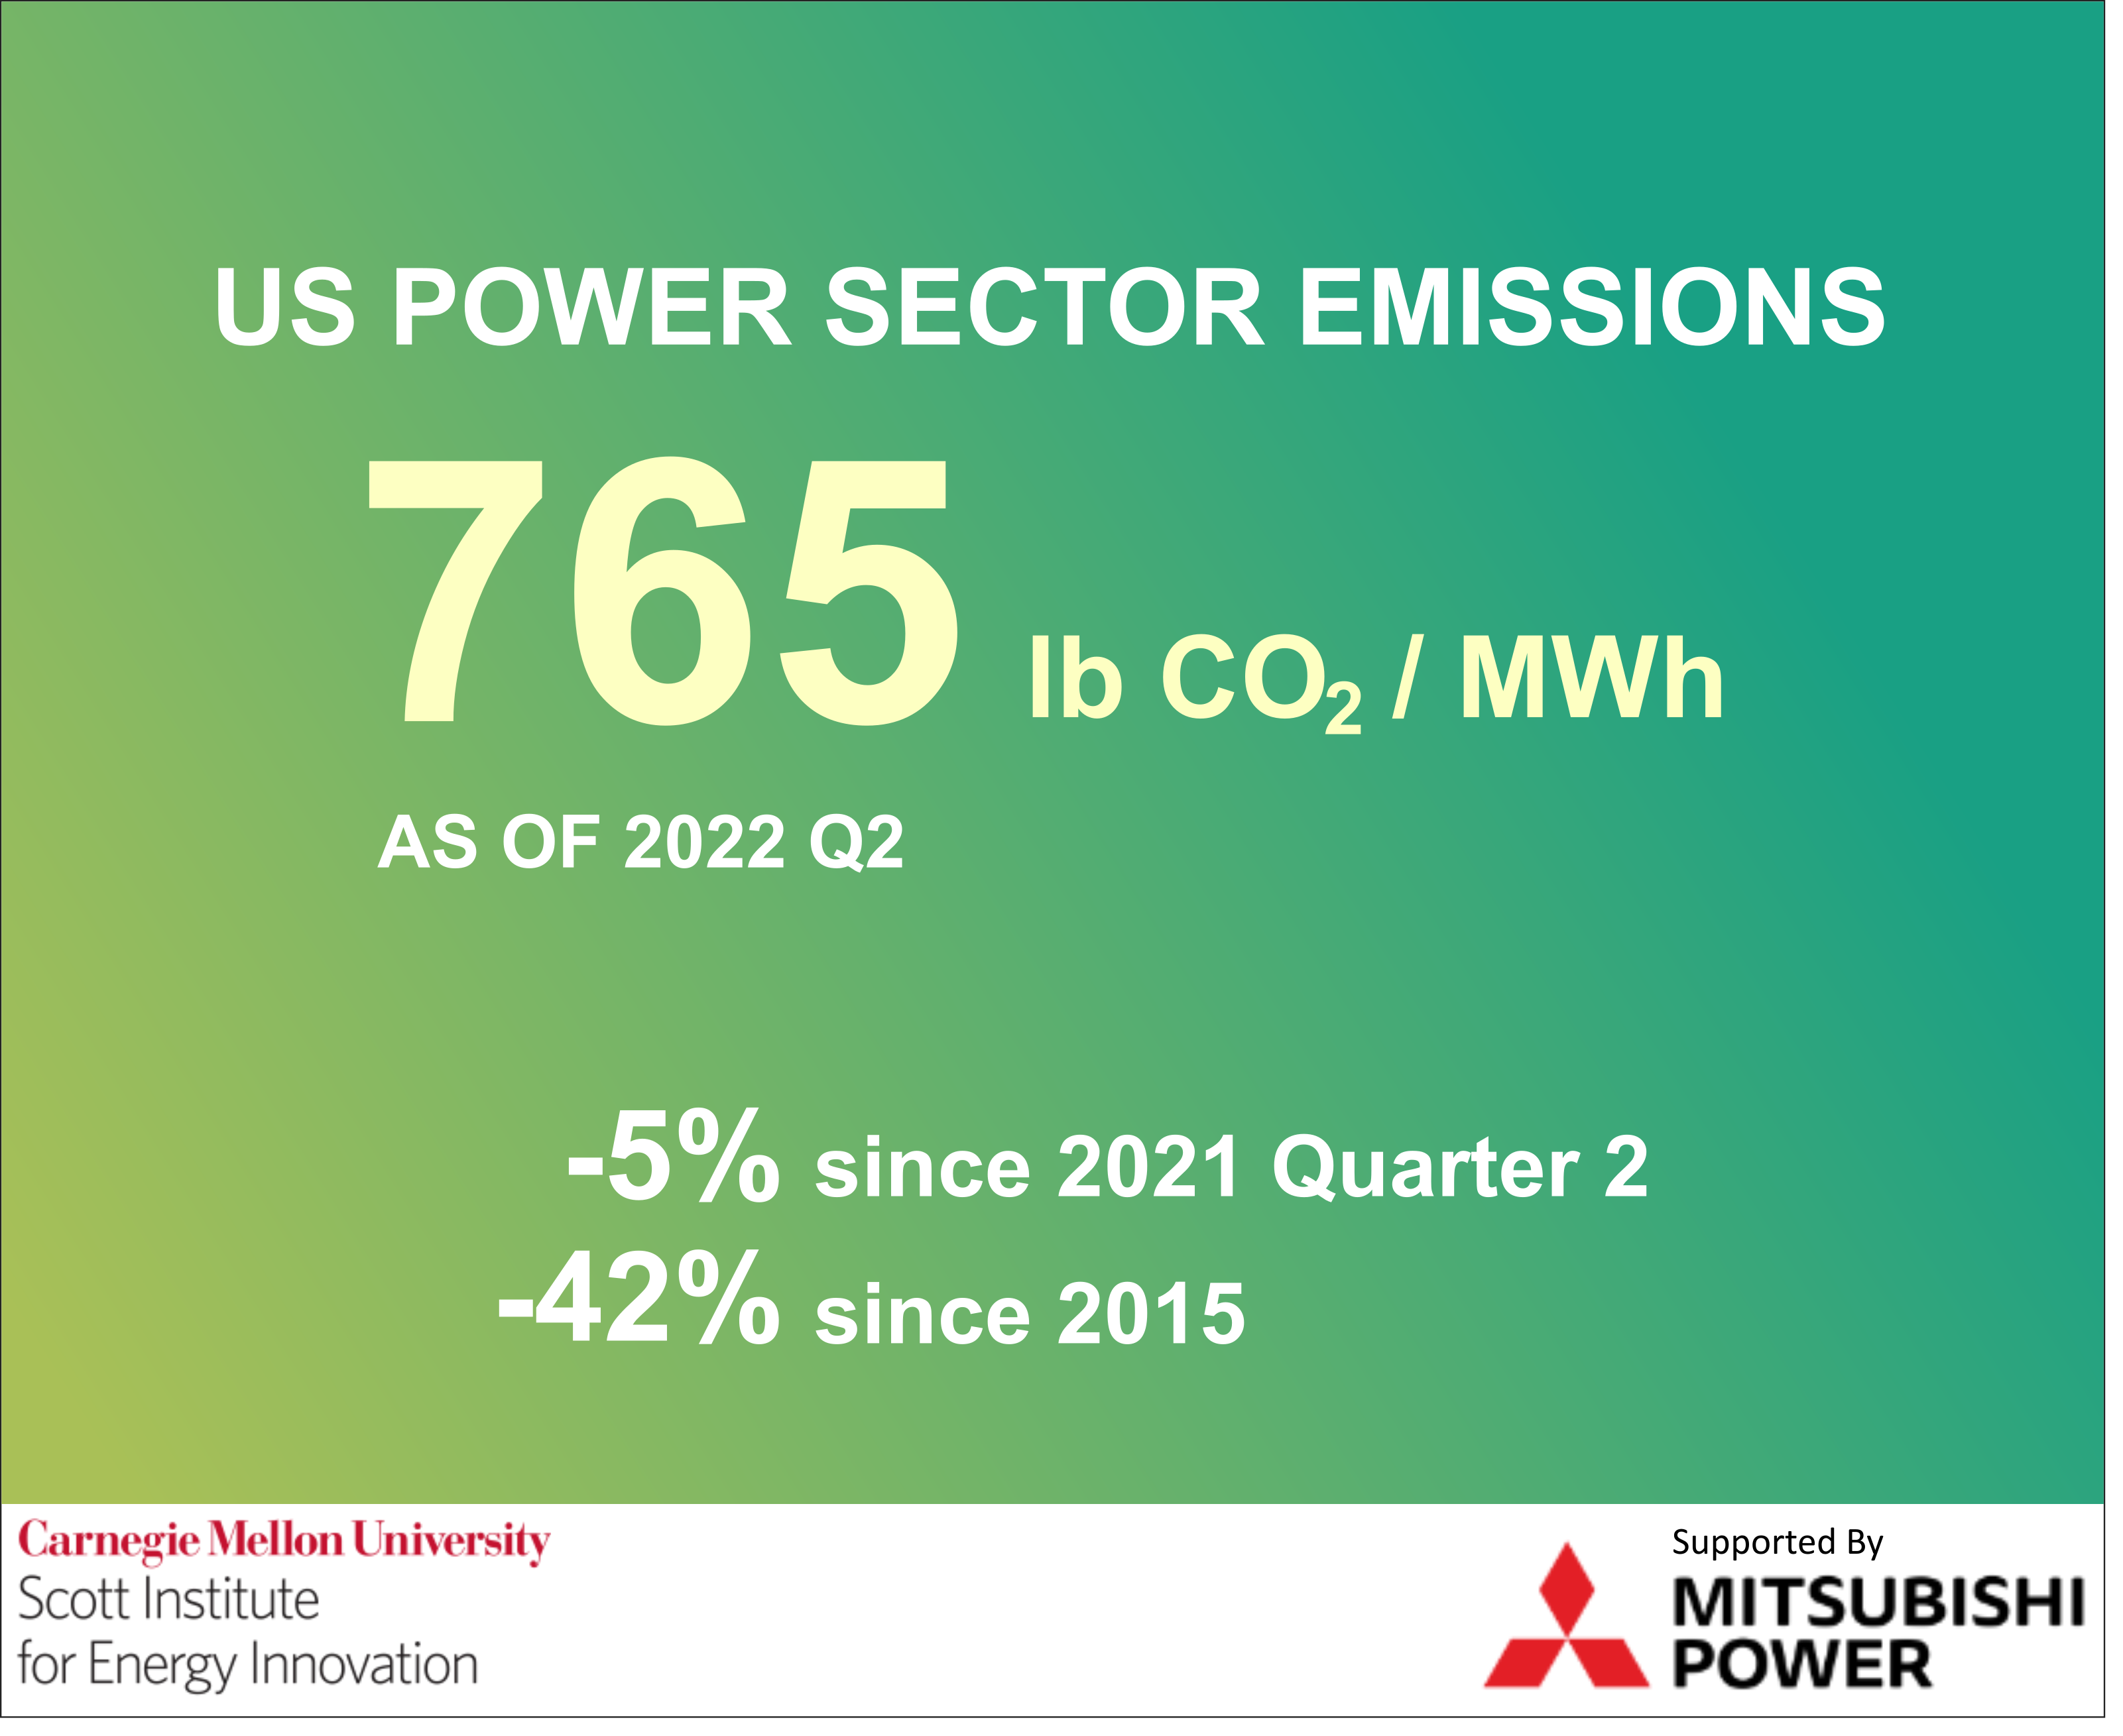 US POWER SECTOR EMISSIONS
765 lb CO₂ / MWh
AS OF 2022 Q2
-5% since 2021 Quarter 2
-42% since 2015
Carnegie Mellon University
Scott Institute
for Energy Innovation
Supported By
MITSUBISHI
POWER